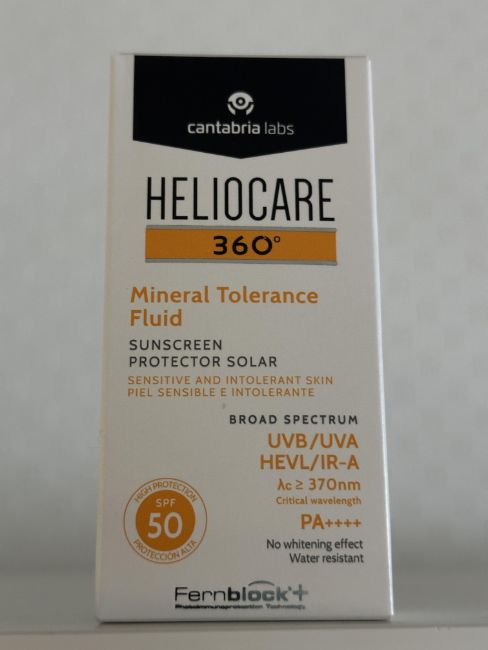 cantabria labs
HELIOCARE
360°
Mineral Tolerance
Fluid
SUNSCREEN
PROTECTOR SOLAR
SENSITIVE AND INTOLERANT SKIN
PIEL SENSIBLE E INTOLERANTE
BROAD SPECTRUM
UVB/UVA
HEVL/IR-A
λc ≥ 370nm
Critical wavelength
PA++++
No whitening effect
Water resistant
HIGH PROTECTION
SPF
50
PROTECCIÓN ALTA
Fernblock+
Photoimmunoprotection Technology